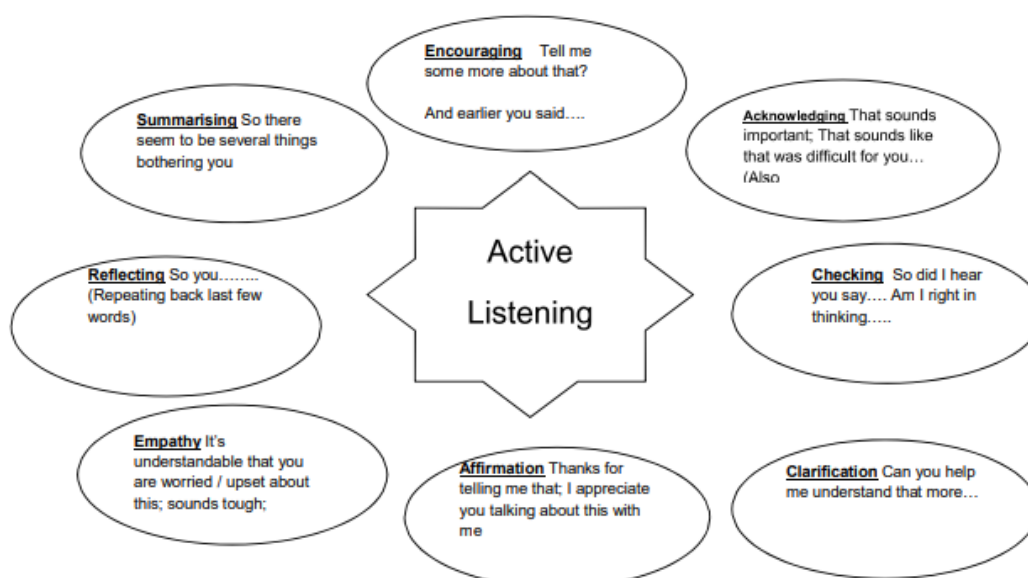 Encouraging Tell me
some more about that?
And earlier you said….
Summarising So there
seem to be several things
bothering you
Acknowledging That sounds
important; That sounds like
that was difficult for you…
(Also
Active
Listening
Reflecting So you……..
(Repeating back last few
words)
Checking So did I hear
you say…. Am I right in
thinking…..
Empathy It's
understandable that you
are worried / upset about
this; sounds tough;
Affirmation Thanks for
telling me that; I appreciate
you talking about this with
me
Clarification Can you help
me understand that more…